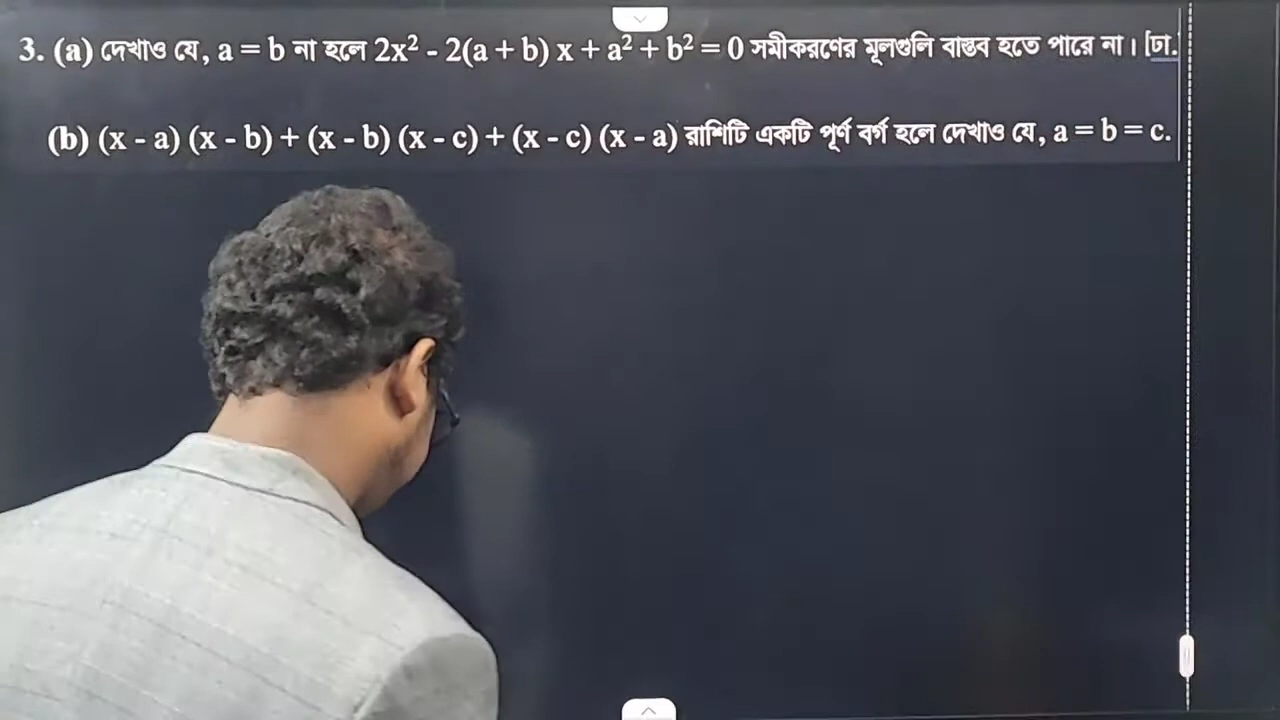 3. (a) দেখাও যে, a = b না হলে 2x² - 2(a + b) x + a² + b² = 0 সমীকরণের মূলগুলি বাস্তব হতে পারে না। [ঢা.
(b) (x - a) (x - b) + (x - b) (x - c) + (x - c) (x - a) রাশিটি একটি পূর্ণ বর্গ হলে দেখাও যে, a = b = c.